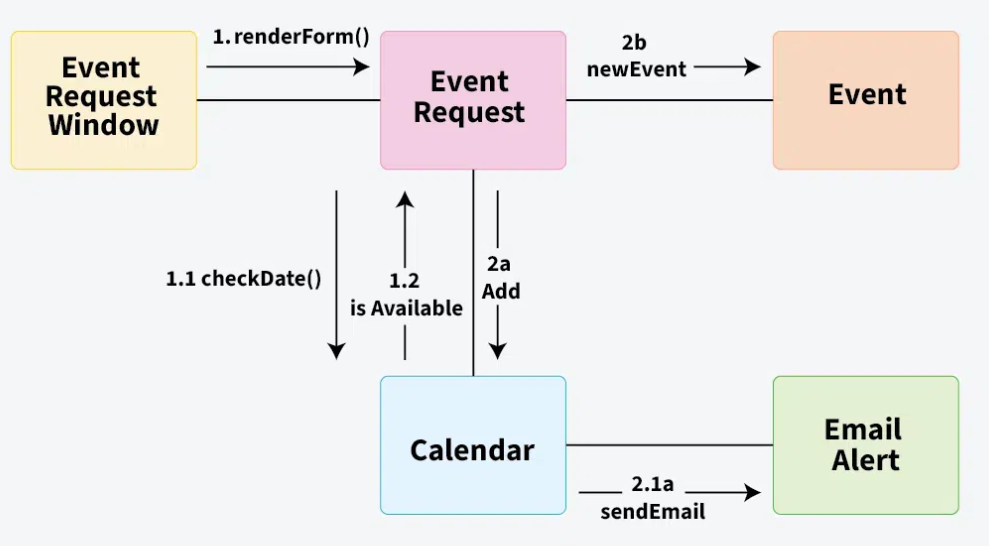 1. renderForm()
2b
newEvent
Event
Request
Window
Event
Request
Event
1.1 checkDate()
1.2
is Available
2a
Add
Calendar
Email
Alert
2.1a
sendEmail